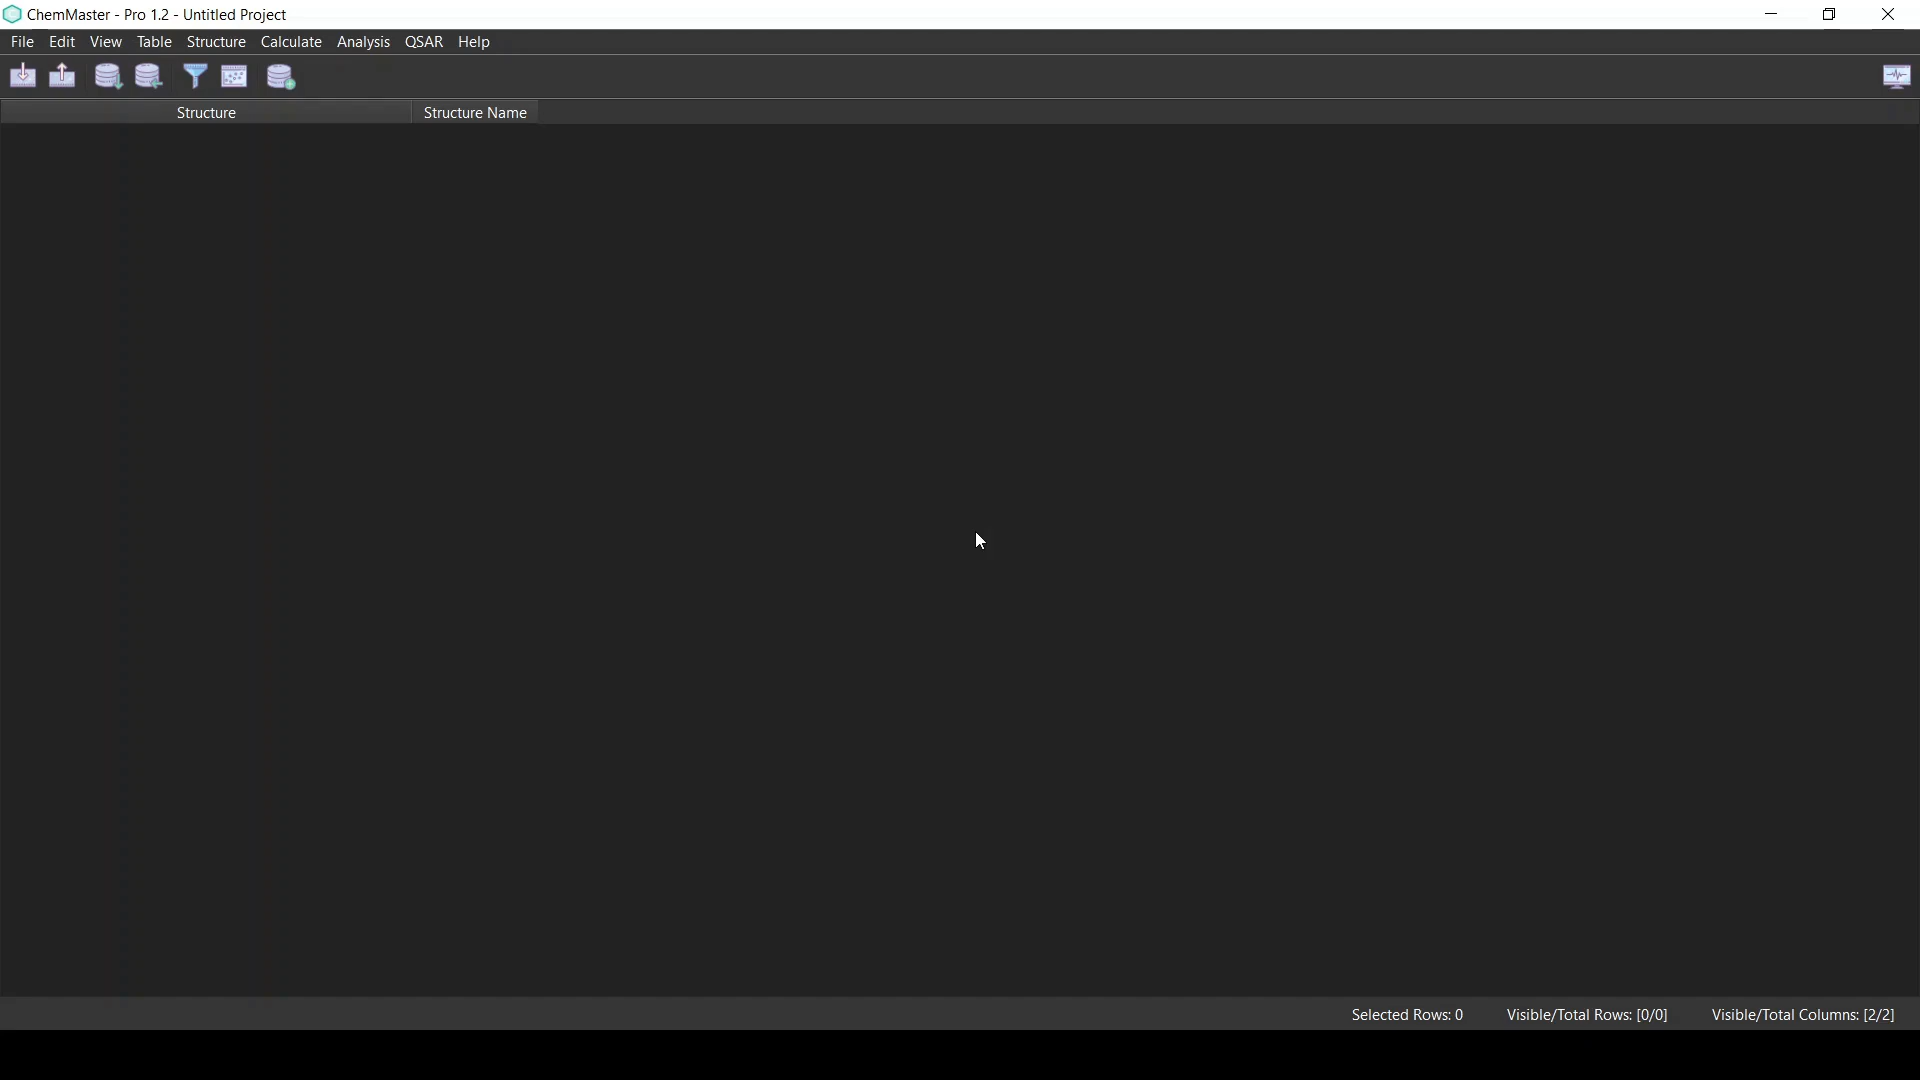 ChemMaster - Pro 1.2 - Untitled Project
File Edit View Table Structure Calculate Analysis QSAR Help
Structure Structure Name
Selected Rows: 0 Visible/Total Rows: [0/0] Visible/Total Columns: [2/2]